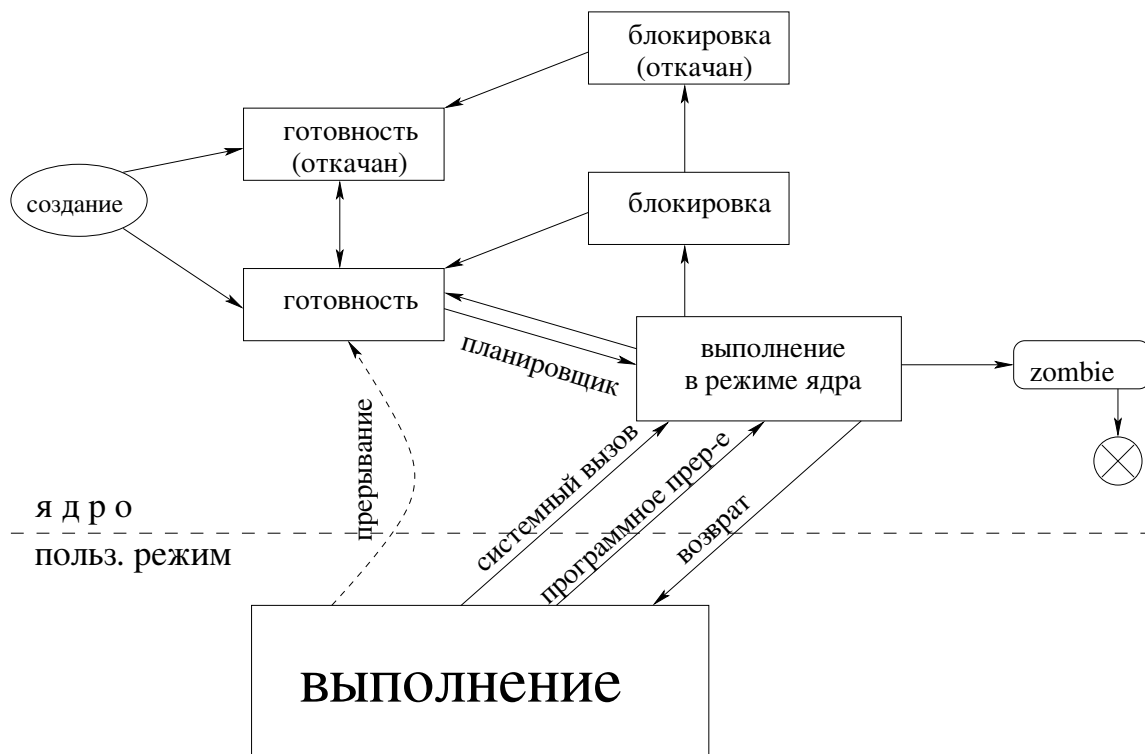 блокировка
(откачан)
готовность
(откачан)
создание
блокировка
готовность
планировщик
выполнение
в режиме ядра
zombie
прерывание
системный вызов
программное прер-е
возврат
я д р о
польз. режим
выполнение